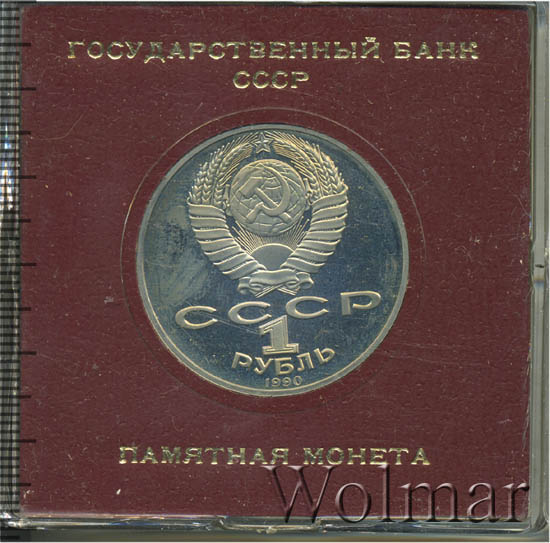 ГОСУДАРСТВЕННЫЙ БАНК
СССР
СССР
1
РУБЛЬ
1990
ПАМЯТНАЯ МОНЕТА
Wolmar